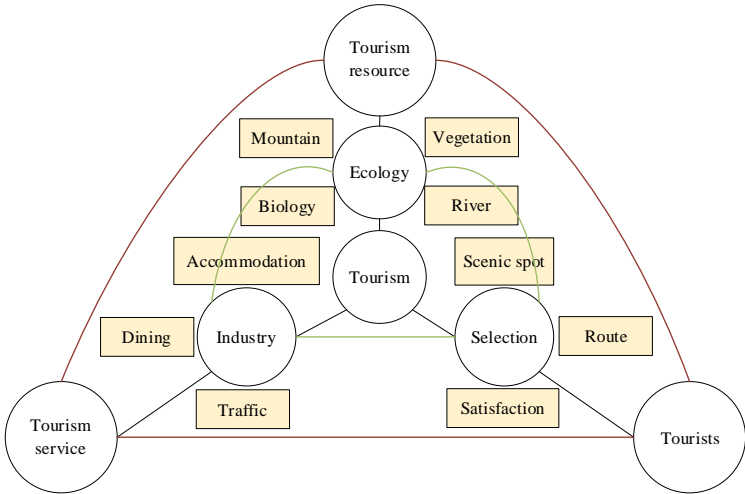 Tourism
resource
Mountain
Vegetation
Ecology
Biology
River
Accommodation
Tourism
Scenic spot
Dining
Industry
Selection
Route
Traffic
Satisfaction
Tourism
service
Tourists